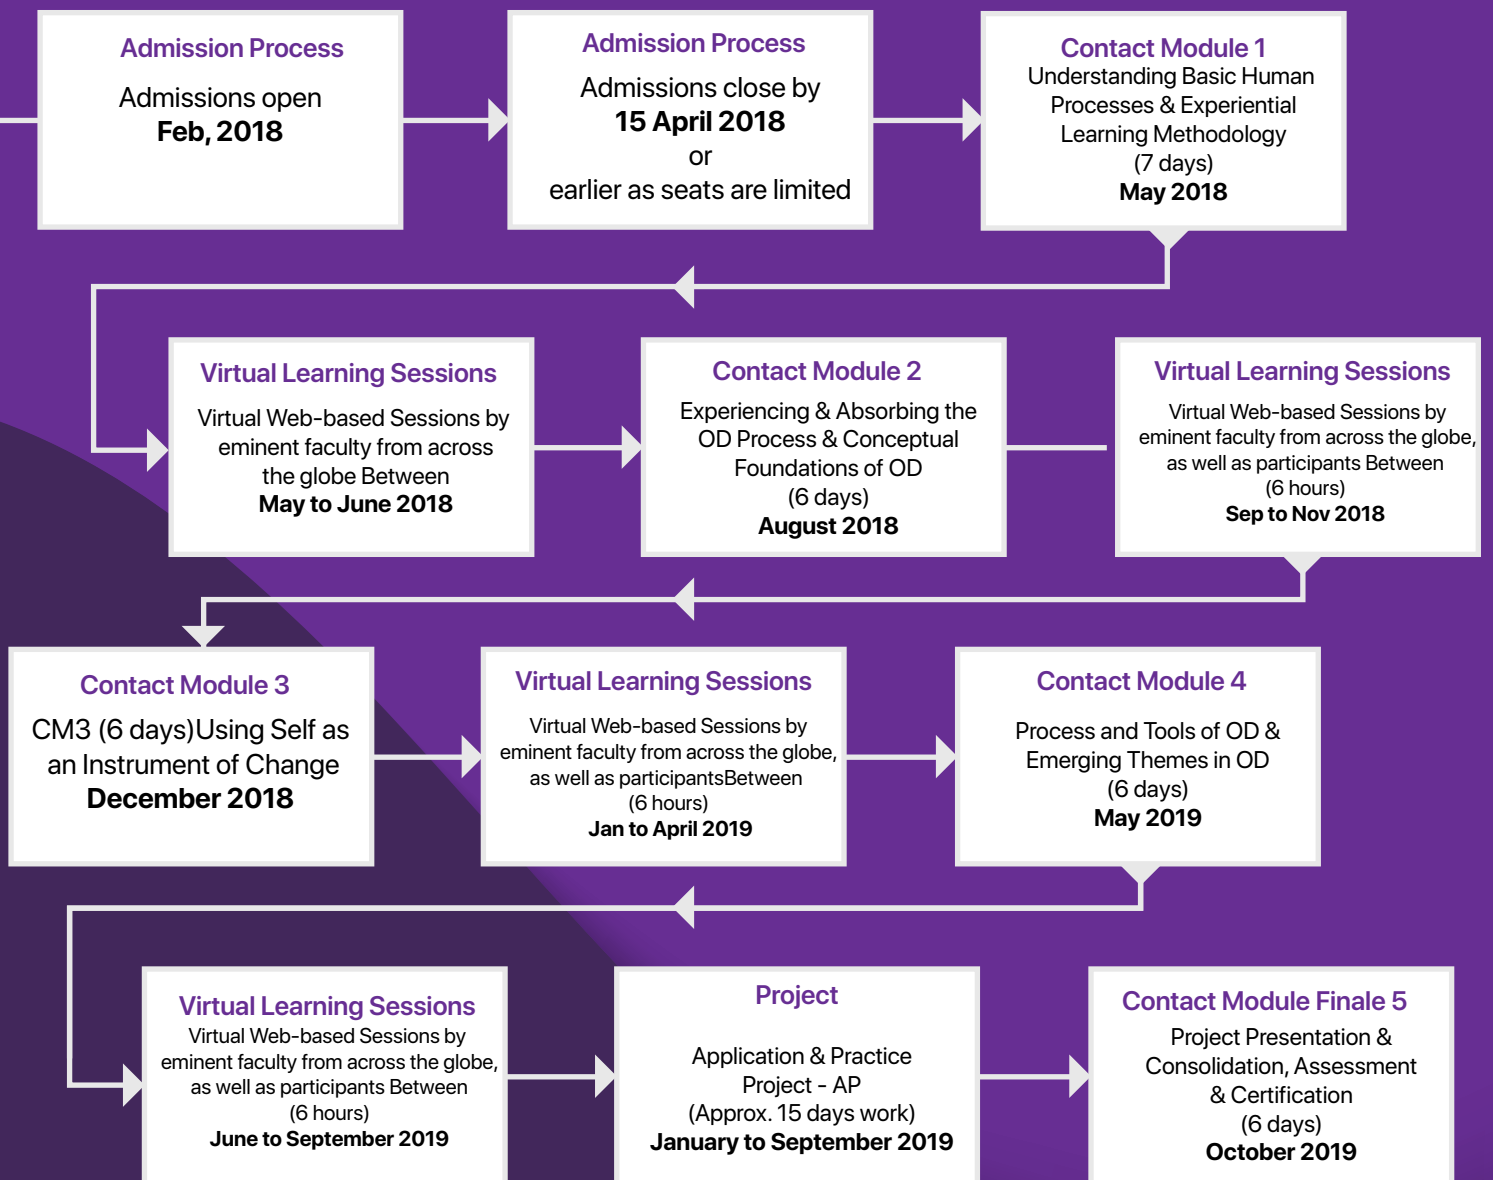 Admission Process
Admissions open
Feb, 2018
Admission Process
Admissions close by
15 April 2018
or
earlier as seats are limited
Contact Module 1
Understanding Basic Human
Processes & Experiential
Learning Methodology
(7 days)
May 2018
Virtual Learning Sessions
Virtual Web-based Sessions by
eminent faculty from across
the globe Between
May to June 2018
Contact Module 2
Experiencing & Absorbing the
OD Process & Conceptual
Foundations of OD
(6 days)
August 2018
Virtual Learning Sessions
Virtual Web-based Sessions by
eminent faculty from across the globe,
as well as participants Between
(6 hours)
Sep to Nov 2018
Contact Module 3
CM3 (6 days)Using Self as
an Instrument of Change
December 2018
Virtual Learning Sessions
Virtual Web-based Sessions by
eminent faculty from across the globe,
as well as participantsBetween
(6 hours)
Jan to April 2019
Contact Module 4
Process and Tools of OD &
Emerging Themes in OD
(6 days)
May 2019
Virtual Learning Sessions
Virtual Web-based Sessions by
eminent faculty from across the globe,
as well as participants Between
(6 hours)
June to September 2019
Project
Application & Practice
Project - AP
(Approx. 15 days work)
January to September 2019
Contact Module Finale 5
Project Presentation &
Consolidation, Assessment
& Certification
(6 days)
October 2019